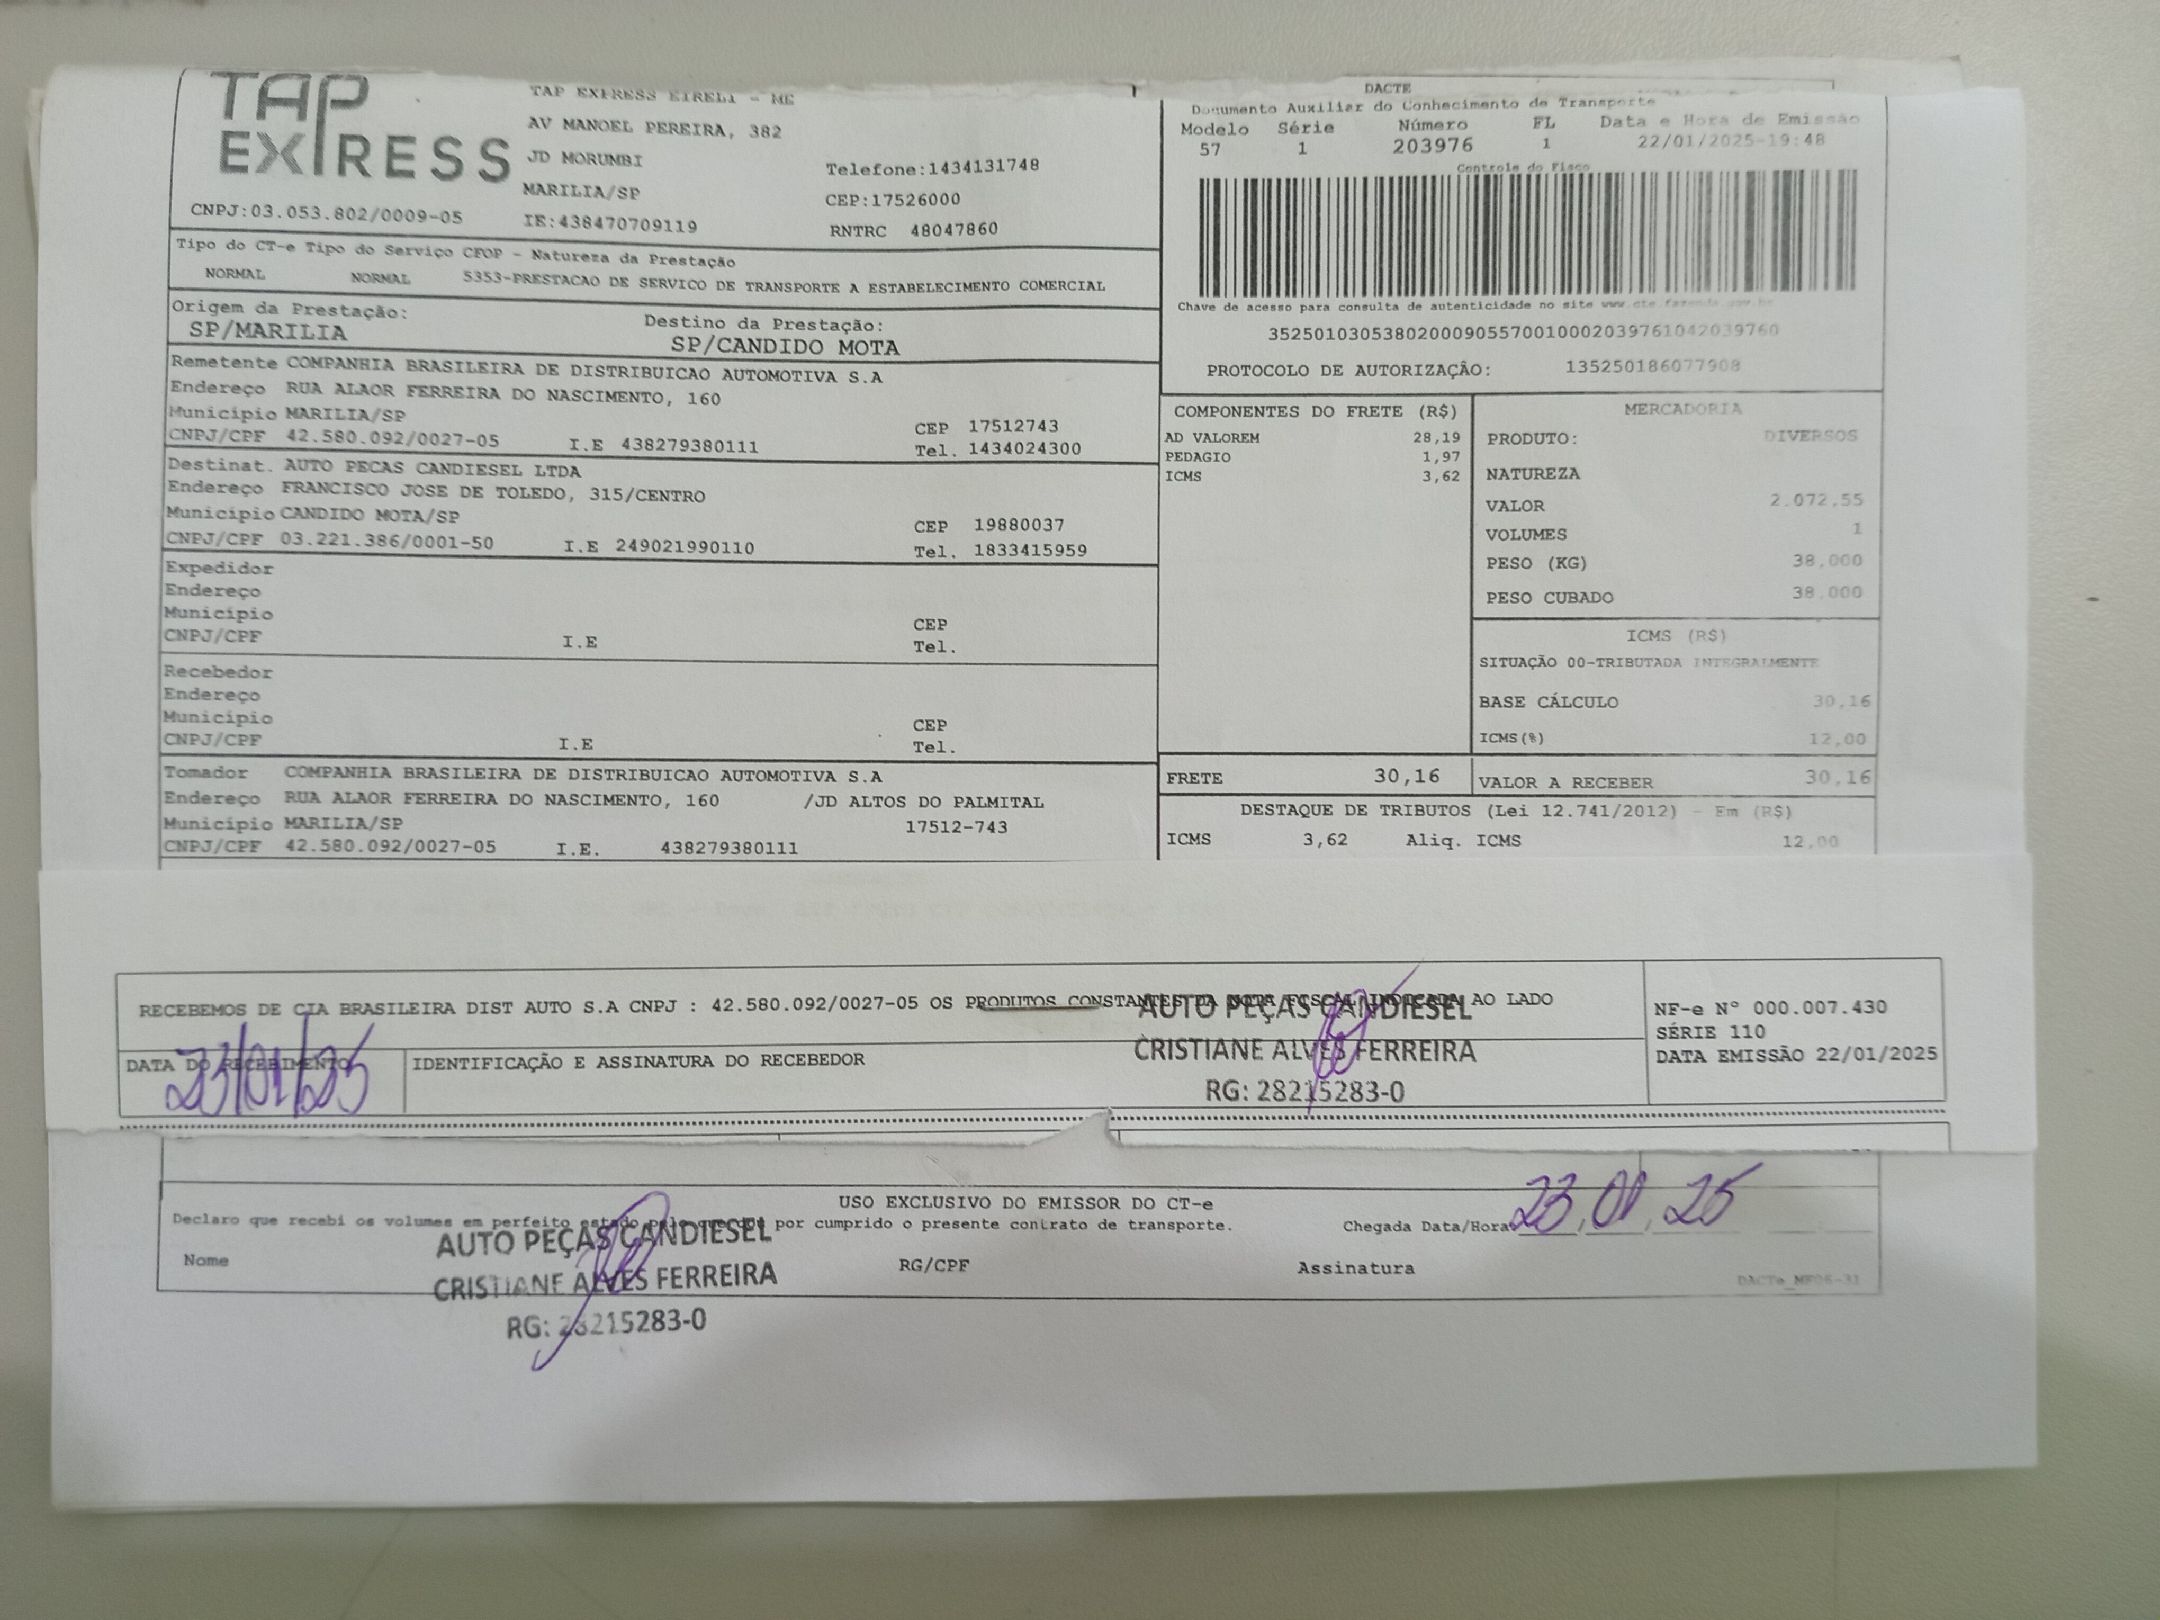 TAP EXPRESS
TAP EXPRESS EIRELI - ME
AV MANOEL PEREIRA, 382
JD MORUMBI
Telefone:1434131748
MARILIA/SP
CEP:17526000
CNPJ:03.053.802/0009-05
IE:438470709119
RNTRC 48047860
DACTE
Documento Auxiliar do Conhecimento de Transporte
Modelo Série Número FL Data e Hora de Emissão
57 1 203976 1 22/01/2025-19:48
Controle do Fisco
Chave de acesso para consulta de autenticidade no site www.cte.fazenda.gov.br
35250103053802000905570010002039761042039760
PROTOCOLO DE AUTORIZAÇÃO: 135250186077908
Tipo do CT-e Tipo do Serviço CFOP - Natureza da Prestação
NORMAL NORMAL 5353-PRESTACAO DE SERVICO DE TRANSPORTE A ESTABELECIMENTO COMERCIAL
Origem da Prestação: Destino da Prestação:
SP/MARILIA SP/CANDIDO MOTA
Remetente COMPANHIA BRASILEIRA DE DISTRIBUICAO AUTOMOTIVA S.A
Endereço RUA ALAOR FERREIRA DO NASCIMENTO, 160
Município MARILIA/SP CEP 17512743
CNPJ/CPF 42.580.092/0027-05 I.E 438279380111 Tel. 1434024300
Destinat. AUTO PECAS CANDIESEL LTDA
Endereço FRANCISCO JOSE DE TOLEDO, 315/CENTRO
Município CANDIDO MOTA/SP CEP 19880037
CNPJ/CPF 03.221.386/0001-50 I.E 249021990110 Tel. 1833415959
Expedidor
Endereço
Município CEP
CNPJ/CPF I.E Tel.
Recebedor
Endereço
Município CEP
CNPJ/CPF I.E Tel.
Tomador COMPANHIA BRASILEIRA DE DISTRIBUICAO AUTOMOTIVA S.A
Endereço RUA ALAOR FERREIRA DO NASCIMENTO, 160 /JD ALTOS DO PALMITAL
Município MARILIA/SP 17512-743
CNPJ/CPF 42.580.092/0027-05 I.E. 438279380111
COMPONENTES DO FRETE (R$)
AD VALOREM 28,19
PEDAGIO 1,97
ICMS 3,62
MERCADORIA
PRODUTO: DIVERSOS
NATUREZA
VALOR 2.072,55
VOLUMES 1
PESO (KG) 38,000
PESO CUBADO 38.000
ICMS (R$)
SITUAÇÃO 00-TRIBUTADA INTEGRALMENTE
BASE CÁLCULO 30,16
ICMS(%) 12,00
FRETE 30,16 VALOR A RECEBER 30,16
DESTAQUE DE TRIBUTOS (Lei 12.741/2012) - Em (R$)
ICMS 3,62 Aliq. ICMS 12,00
RECEBEMOS DE CIA BRASILEIRA DIST AUTO S.A CNPJ : 42.580.092/0027-05 OS PRODUTOS CONSTANTES DA NOTA FISCAL INDICADA AO LADO
AUTO PEÇAS CANDIESEL
CRISTIANE ALVES FERREIRA
RG: 28215283-0
DATA DO RECEBIMENTO
23/01/25
IDENTIFICAÇÃO E ASSINATURA DO RECEBEDOR
NF-e Nº 000.007.430
SÉRIE 110
DATA EMISSÃO 22/01/2025
USO EXCLUSIVO DO EMISSOR DO CT-e
Declaro que recebi os volumes em perfeito estado pelo que dou por cumprido o presente contrato de transporte.
Chegada Data/Hora 23,01,25
AUTO PEÇAS CANDIESEL
Nome RG/CPF Assinatura
CRISTIANE ALVES FERREIRA
DACTe_MF06-31
RG: 28215283-0